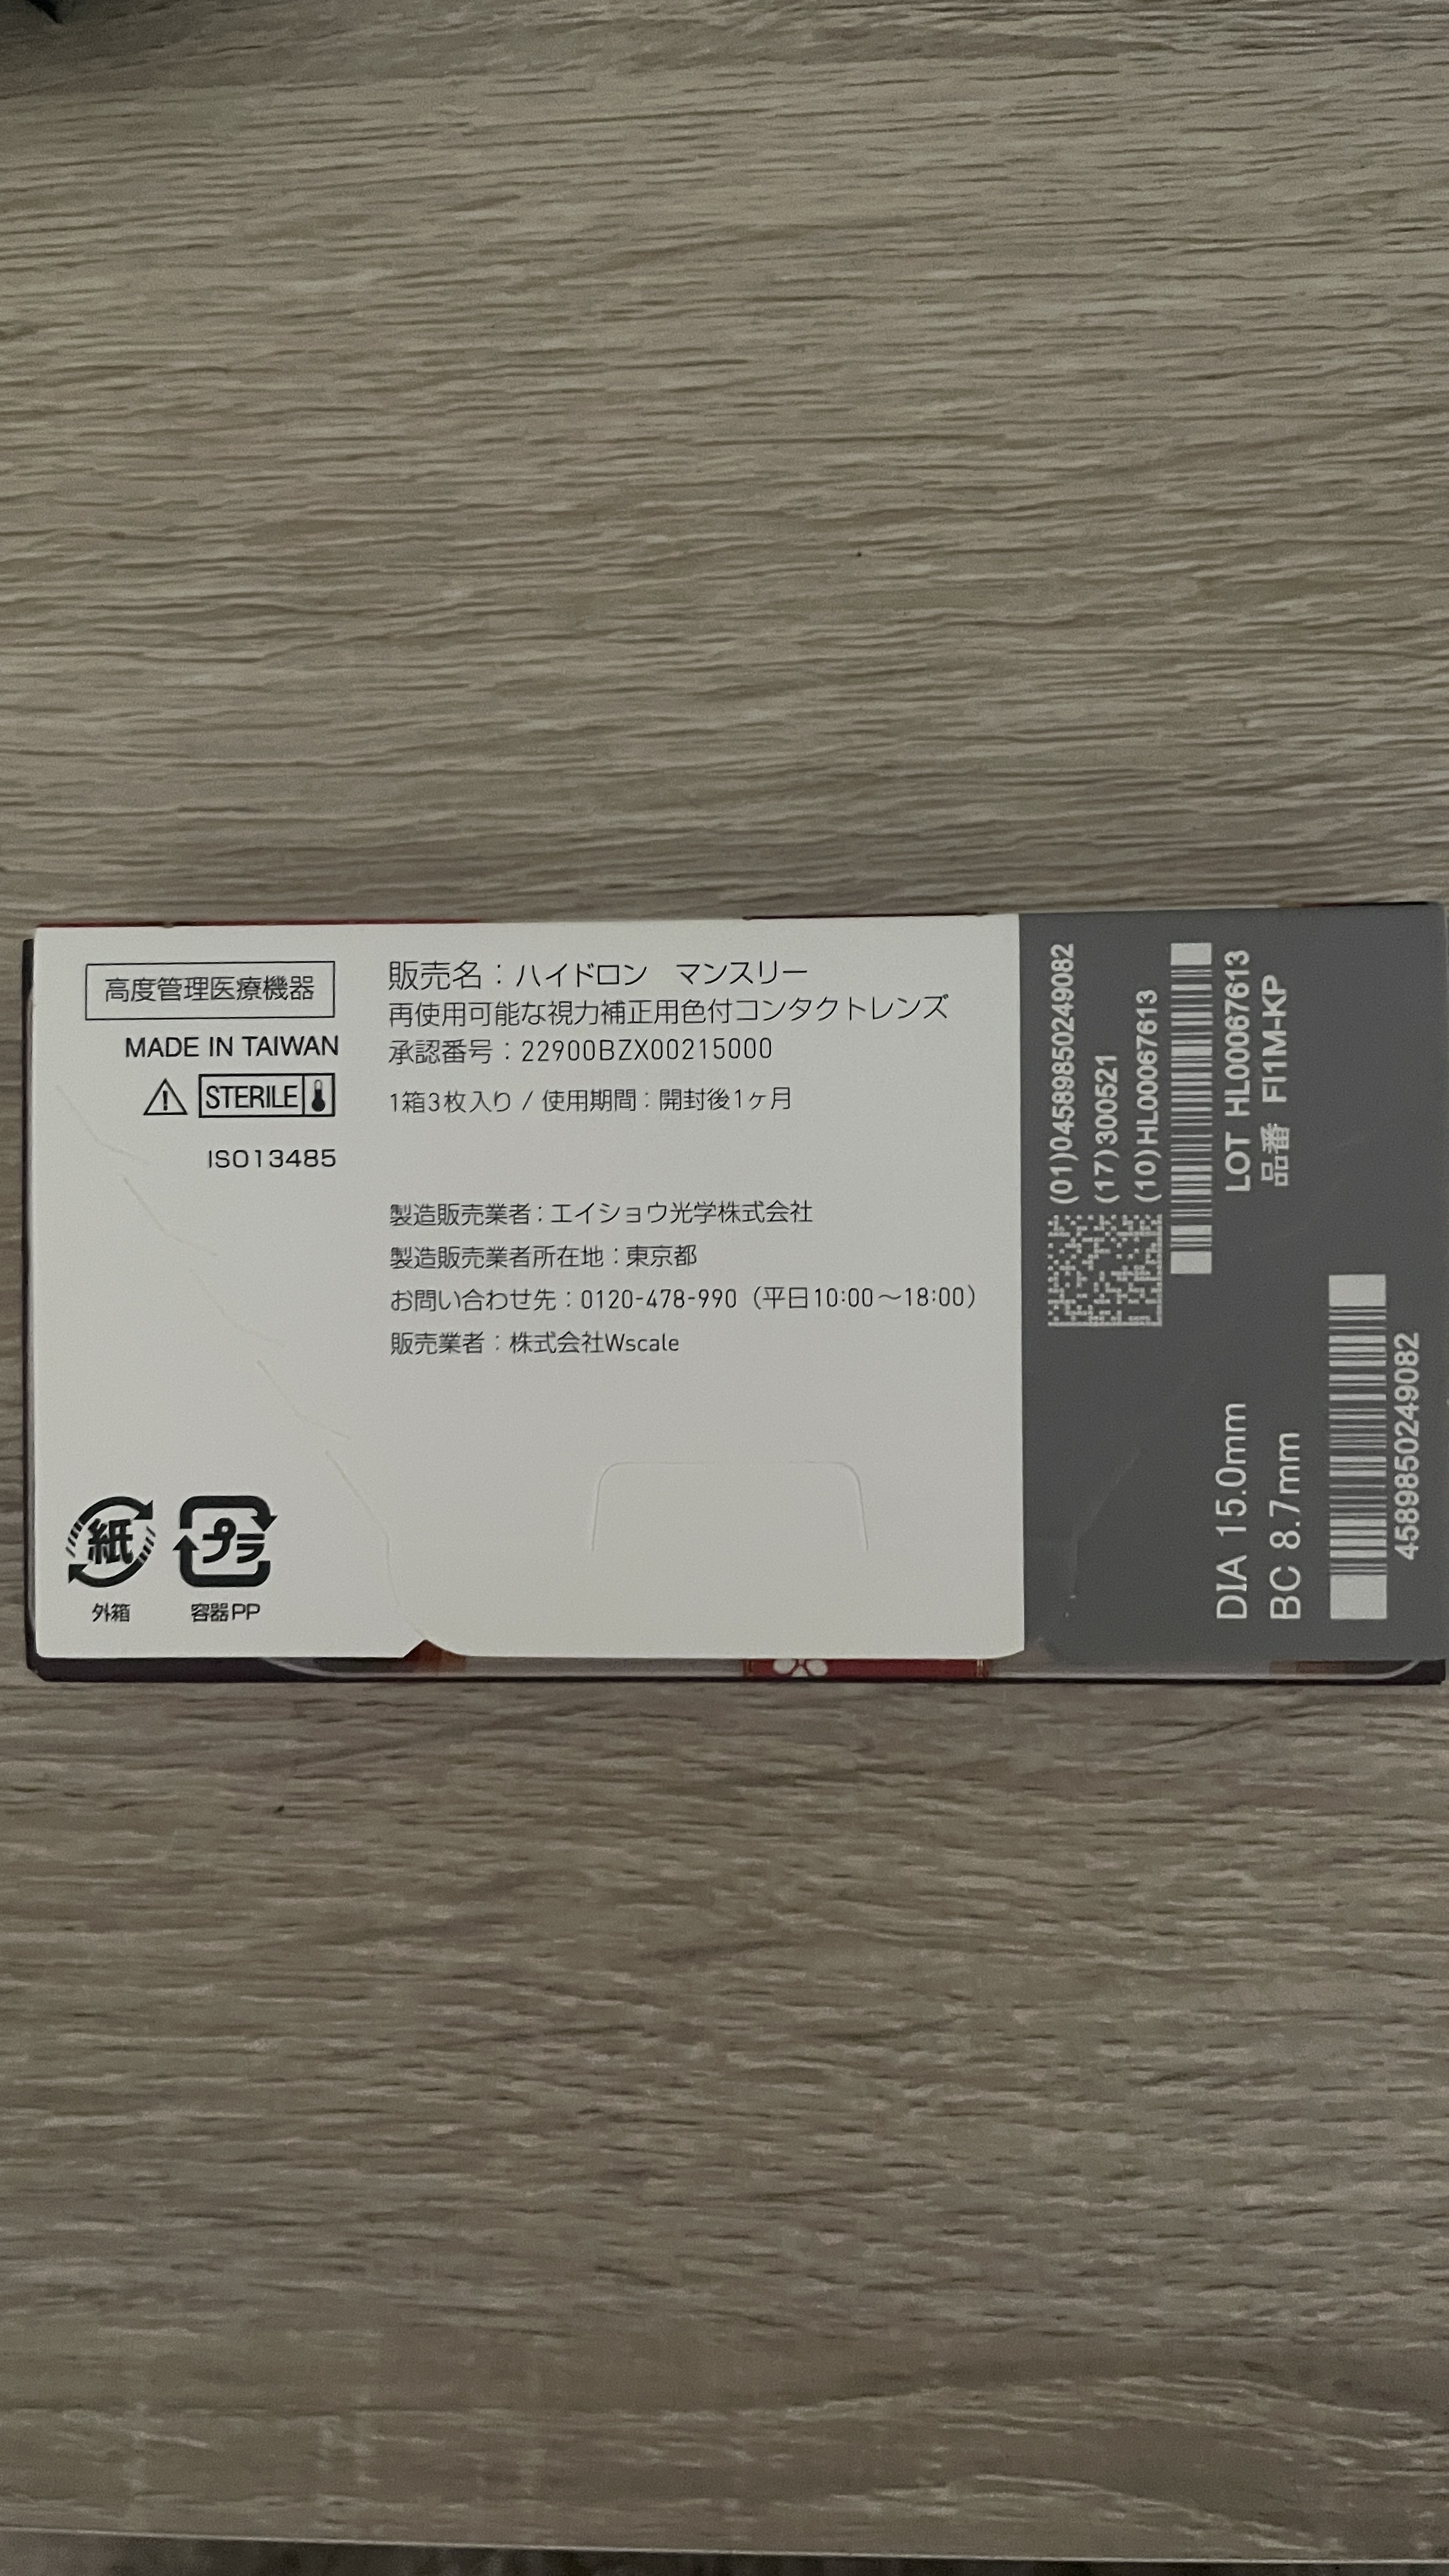 高度管理医療機器
MADE IN TAIWAN
STERILE
ISO13485
販売名：ハイドロン　マンスリー
再使用可能な視力補正用色付コンタクトレンズ
承認番号：22900BZX00215000
1箱3枚入り / 使用期間：開封後1ヶ月
製造販売業者：エイショウ光学株式会社
製造販売業者所在地：東京都
お問い合わせ先：0120-478-990（平日10:00〜18:00）
販売業者：株式会社Wscale
紙
外箱
プラ
容器PP
(01)04589850249082
(17)300521
(10)HL00067613
LOT HL00067613
品番 FI1M-KP
DIA 15.0mm
BC 8.7mm
4589850249082